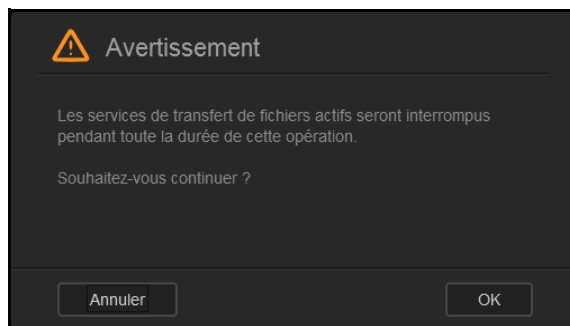 Avertissement
Les services de transfert de fichiers actifs seront interrompus
pendant toute la durée de cette opération.
Souhaitez-vous continuer ?
Annuler
OK